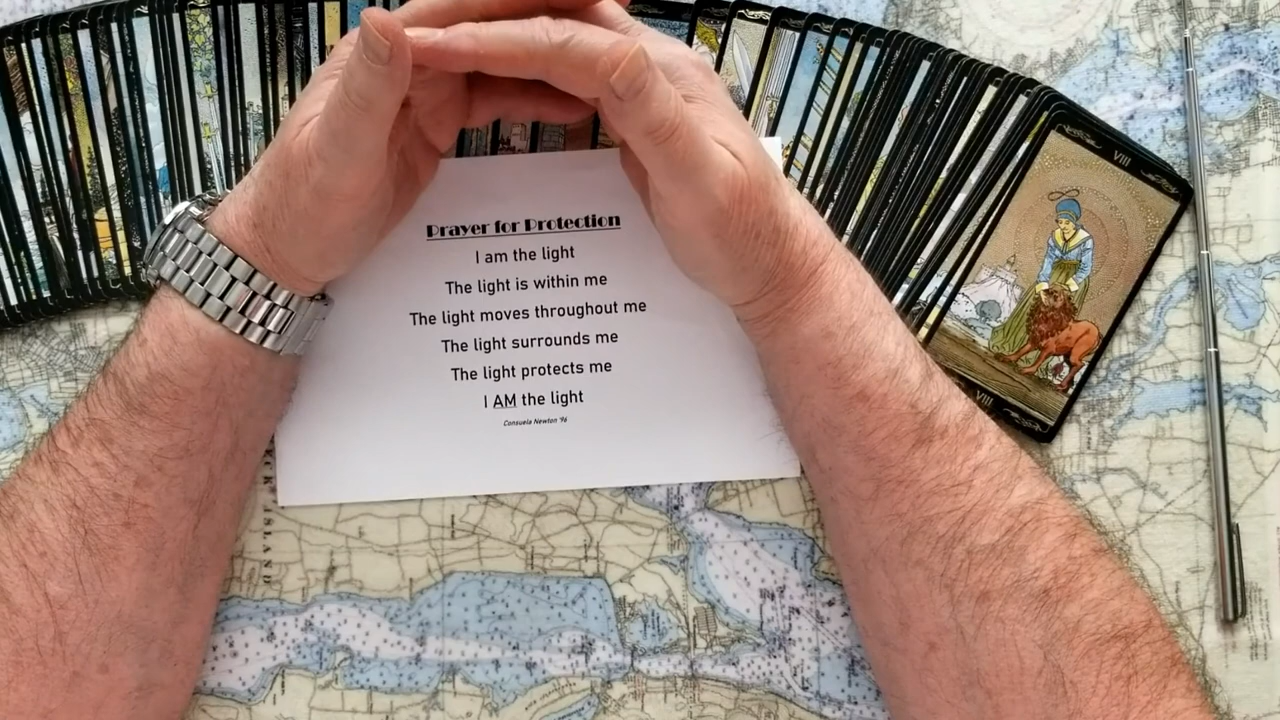 Prayer for Protection
I am the light
The light is within me
The light moves throughout me
The light surrounds me
The light protects me
I AM the light
Consuela Newton '96
VIII
VIII